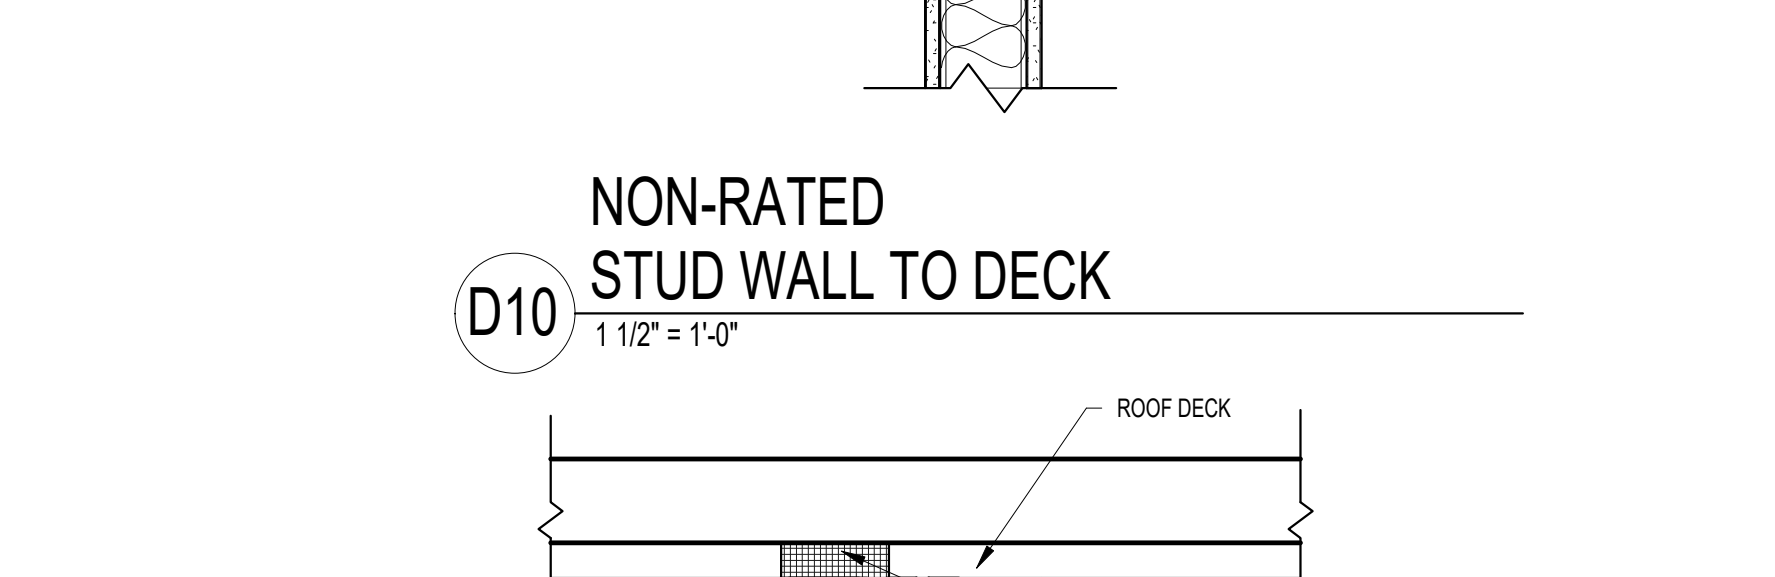 NON-RATED
STUD WALL TO DECK
D10
1 1/2" = 1'-0"
ROOF DECK